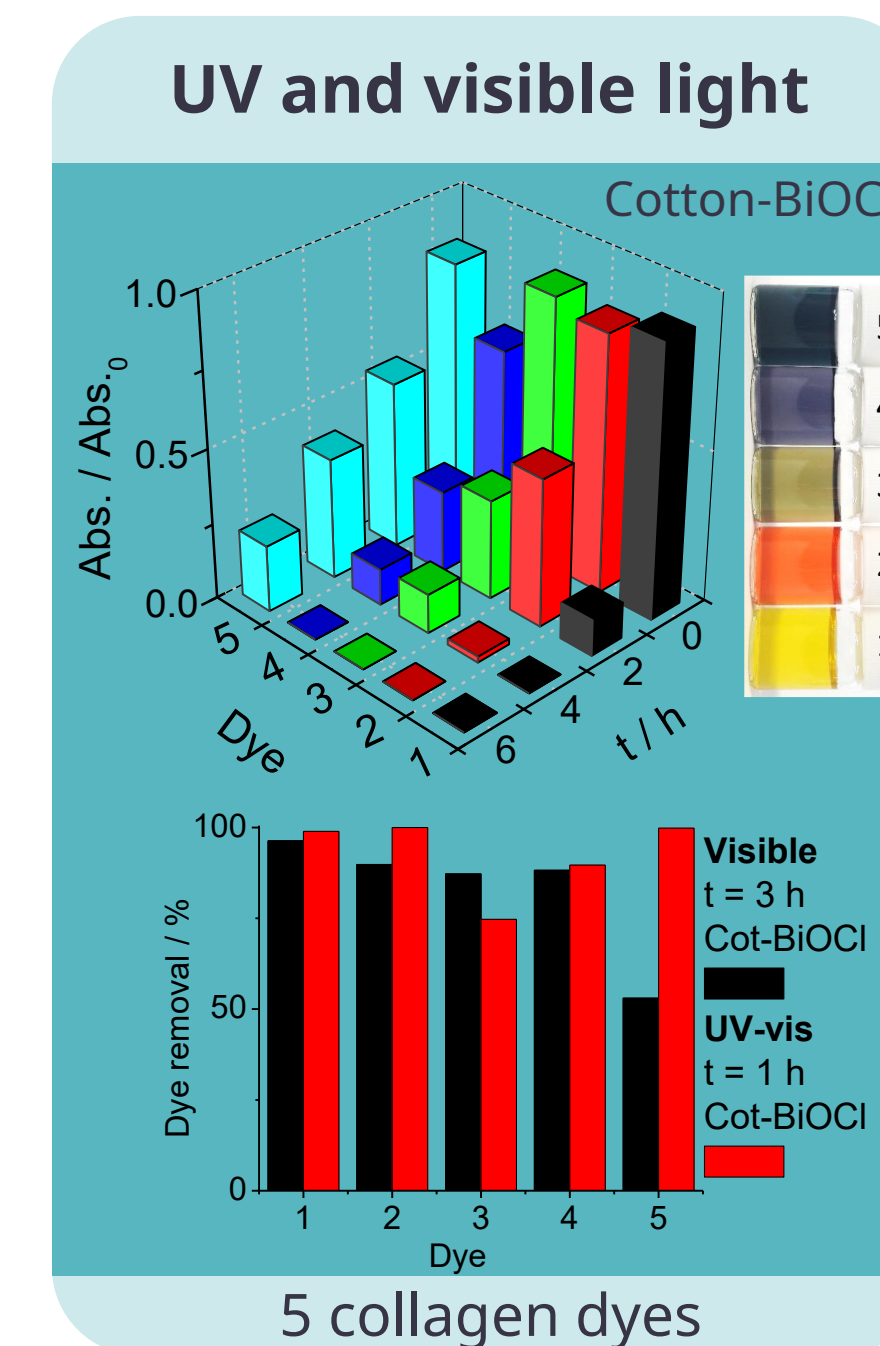 UV and visible light
Cotton-BiOC
1.0
0.5
0.0
Abs. / Abs.0
5
4
3
2
1
Dye
6
4
2
0
t / h
100
50
0
Dye removal / %
1
2
3
4
5
Dye
Visible
t = 3 h
Cot-BiOCl
UV-vis
t = 1 h
Cot-BiOCl
5 collagen dyes